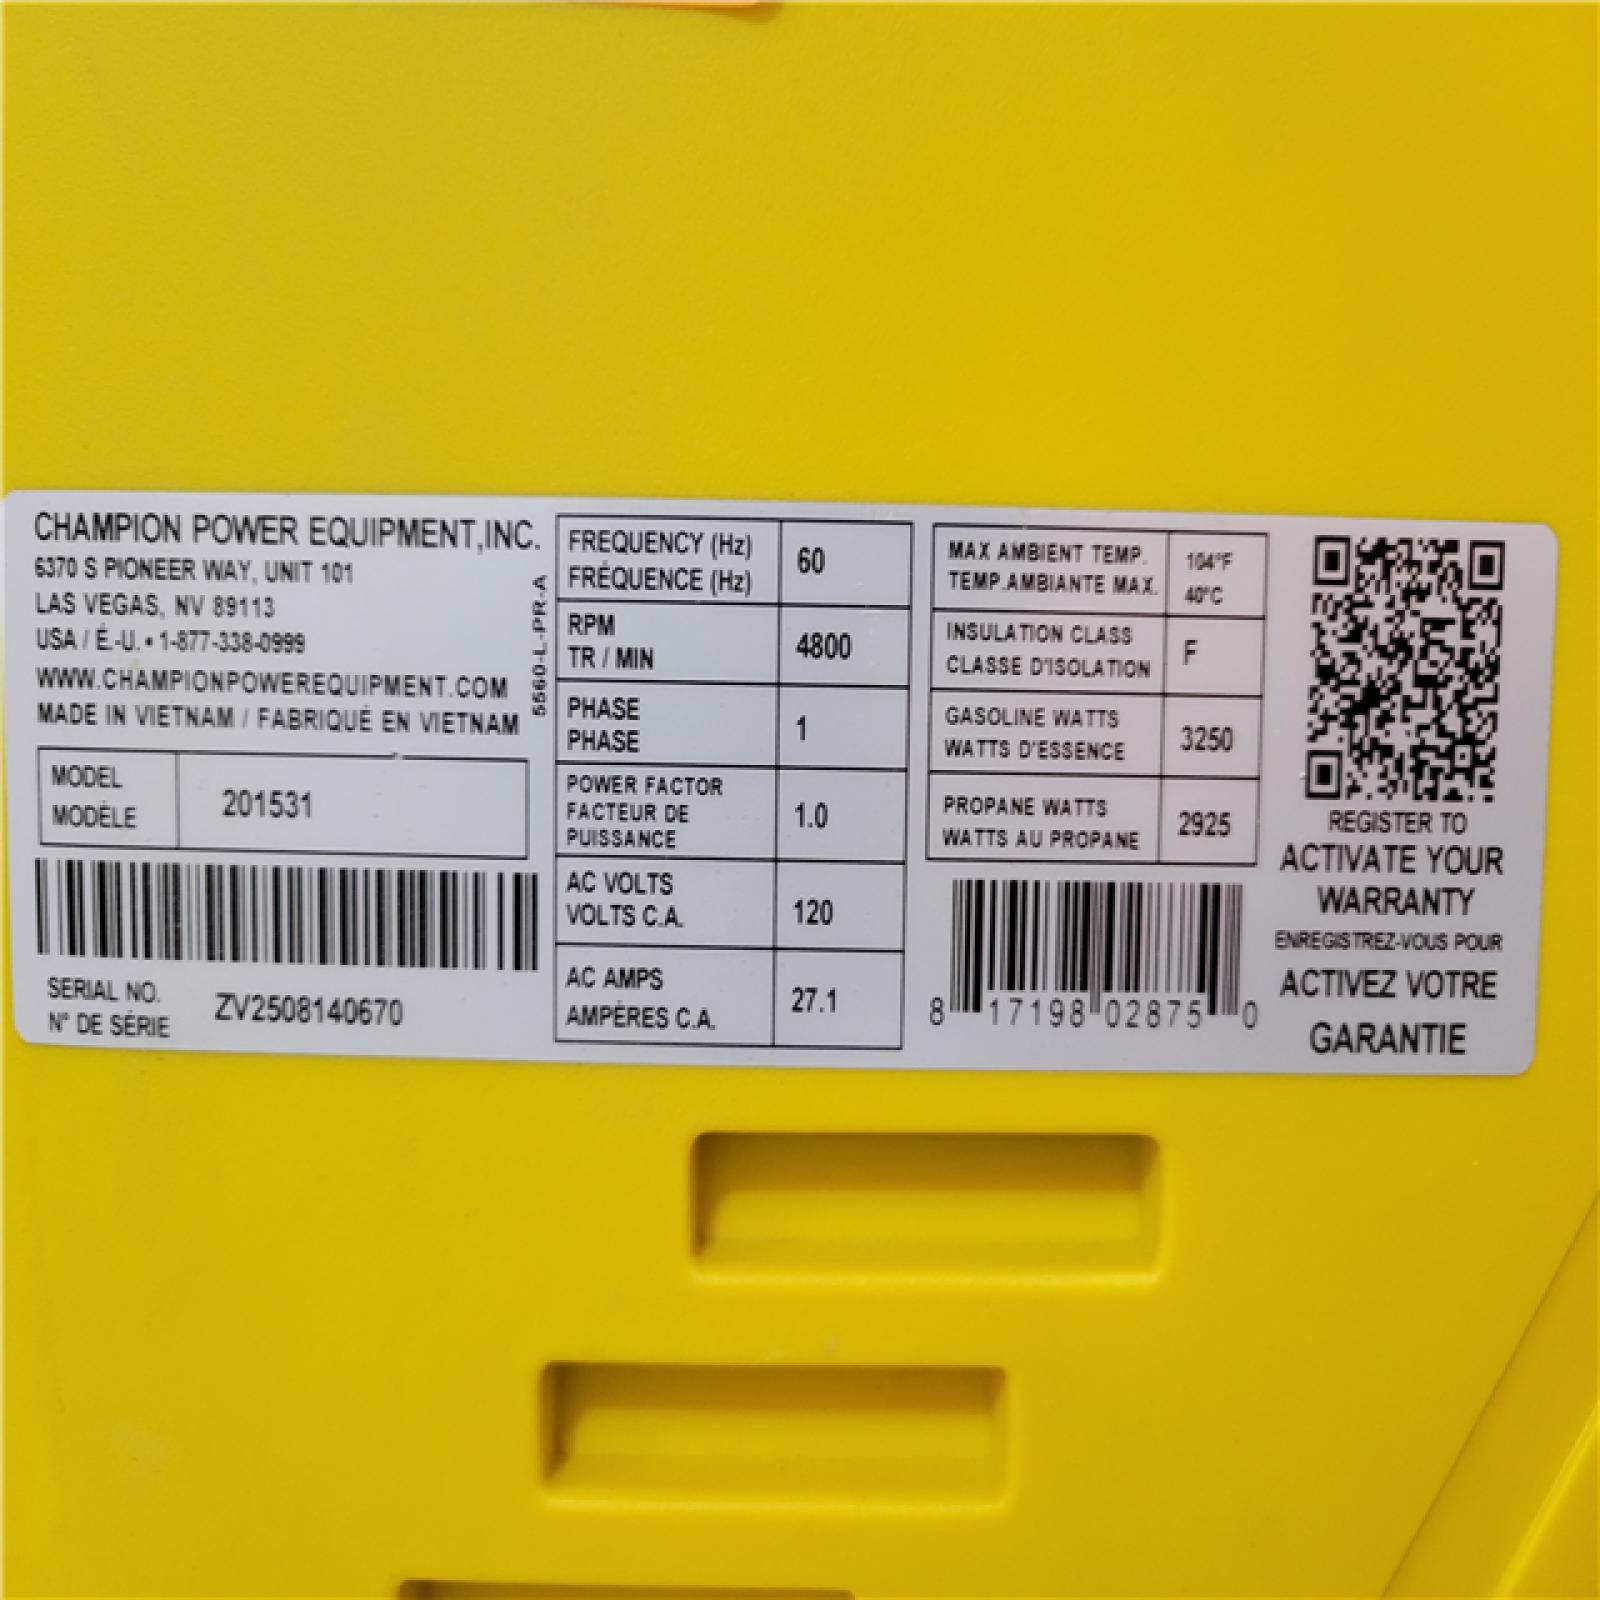 CHAMPION POWER EQUIPMENT,INC.
6370 S PIONEER WAY, UNIT 101
LAS VEGAS, NV 89113
USA / É.-U. • 1-877-338-0999
WWW.CHAMPIONPOWEREQUIPMENT.COM
MADE IN VIETNAM / FABRIQUÉ EN VIETNAM
5560-L-PR-A
MODEL
MODÈLE
201531
SERIAL NO.
N° DE SÉRIE
ZV2508140670
FREQUENCY (Hz)
FRÉQUENCE (Hz)
60
RPM
TR / MIN
4800
PHASE
PHASE
1
POWER FACTOR
FACTEUR DE
PUISSANCE
1.0
AC VOLTS
VOLTS C.A.
120
AC AMPS
AMPÈRES C.A.
27.1
MAX AMBIENT TEMP.
TEMP.AMBIANTE MAX.
104°F
40°C
INSULATION CLASS
CLASSE D'ISOLATION
F
GASOLINE WATTS
WATTS D'ESSENCE
3250
PROPANE WATTS
WATTS AU PROPANE
2925
8 17198 02875 0
REGISTER TO
ACTIVATE YOUR
WARRANTY
ENREGISTREZ-VOUS POUR
ACTIVEZ VOTRE
GARANTIE